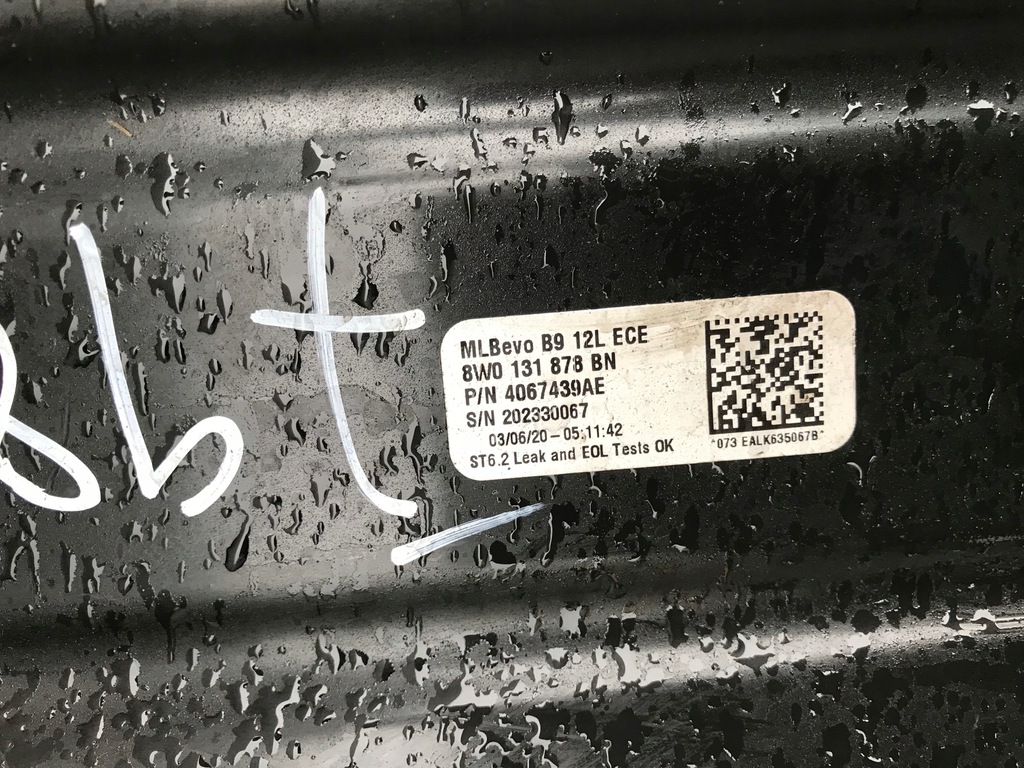 MLBevo B9 12L ECE
8W0 131 878 BN
P/N 4067439AE
S/N 202330067
03/06/20-05:11:42
ST6.2 Leak and EOL Tests OK
*073 EALK635067B*